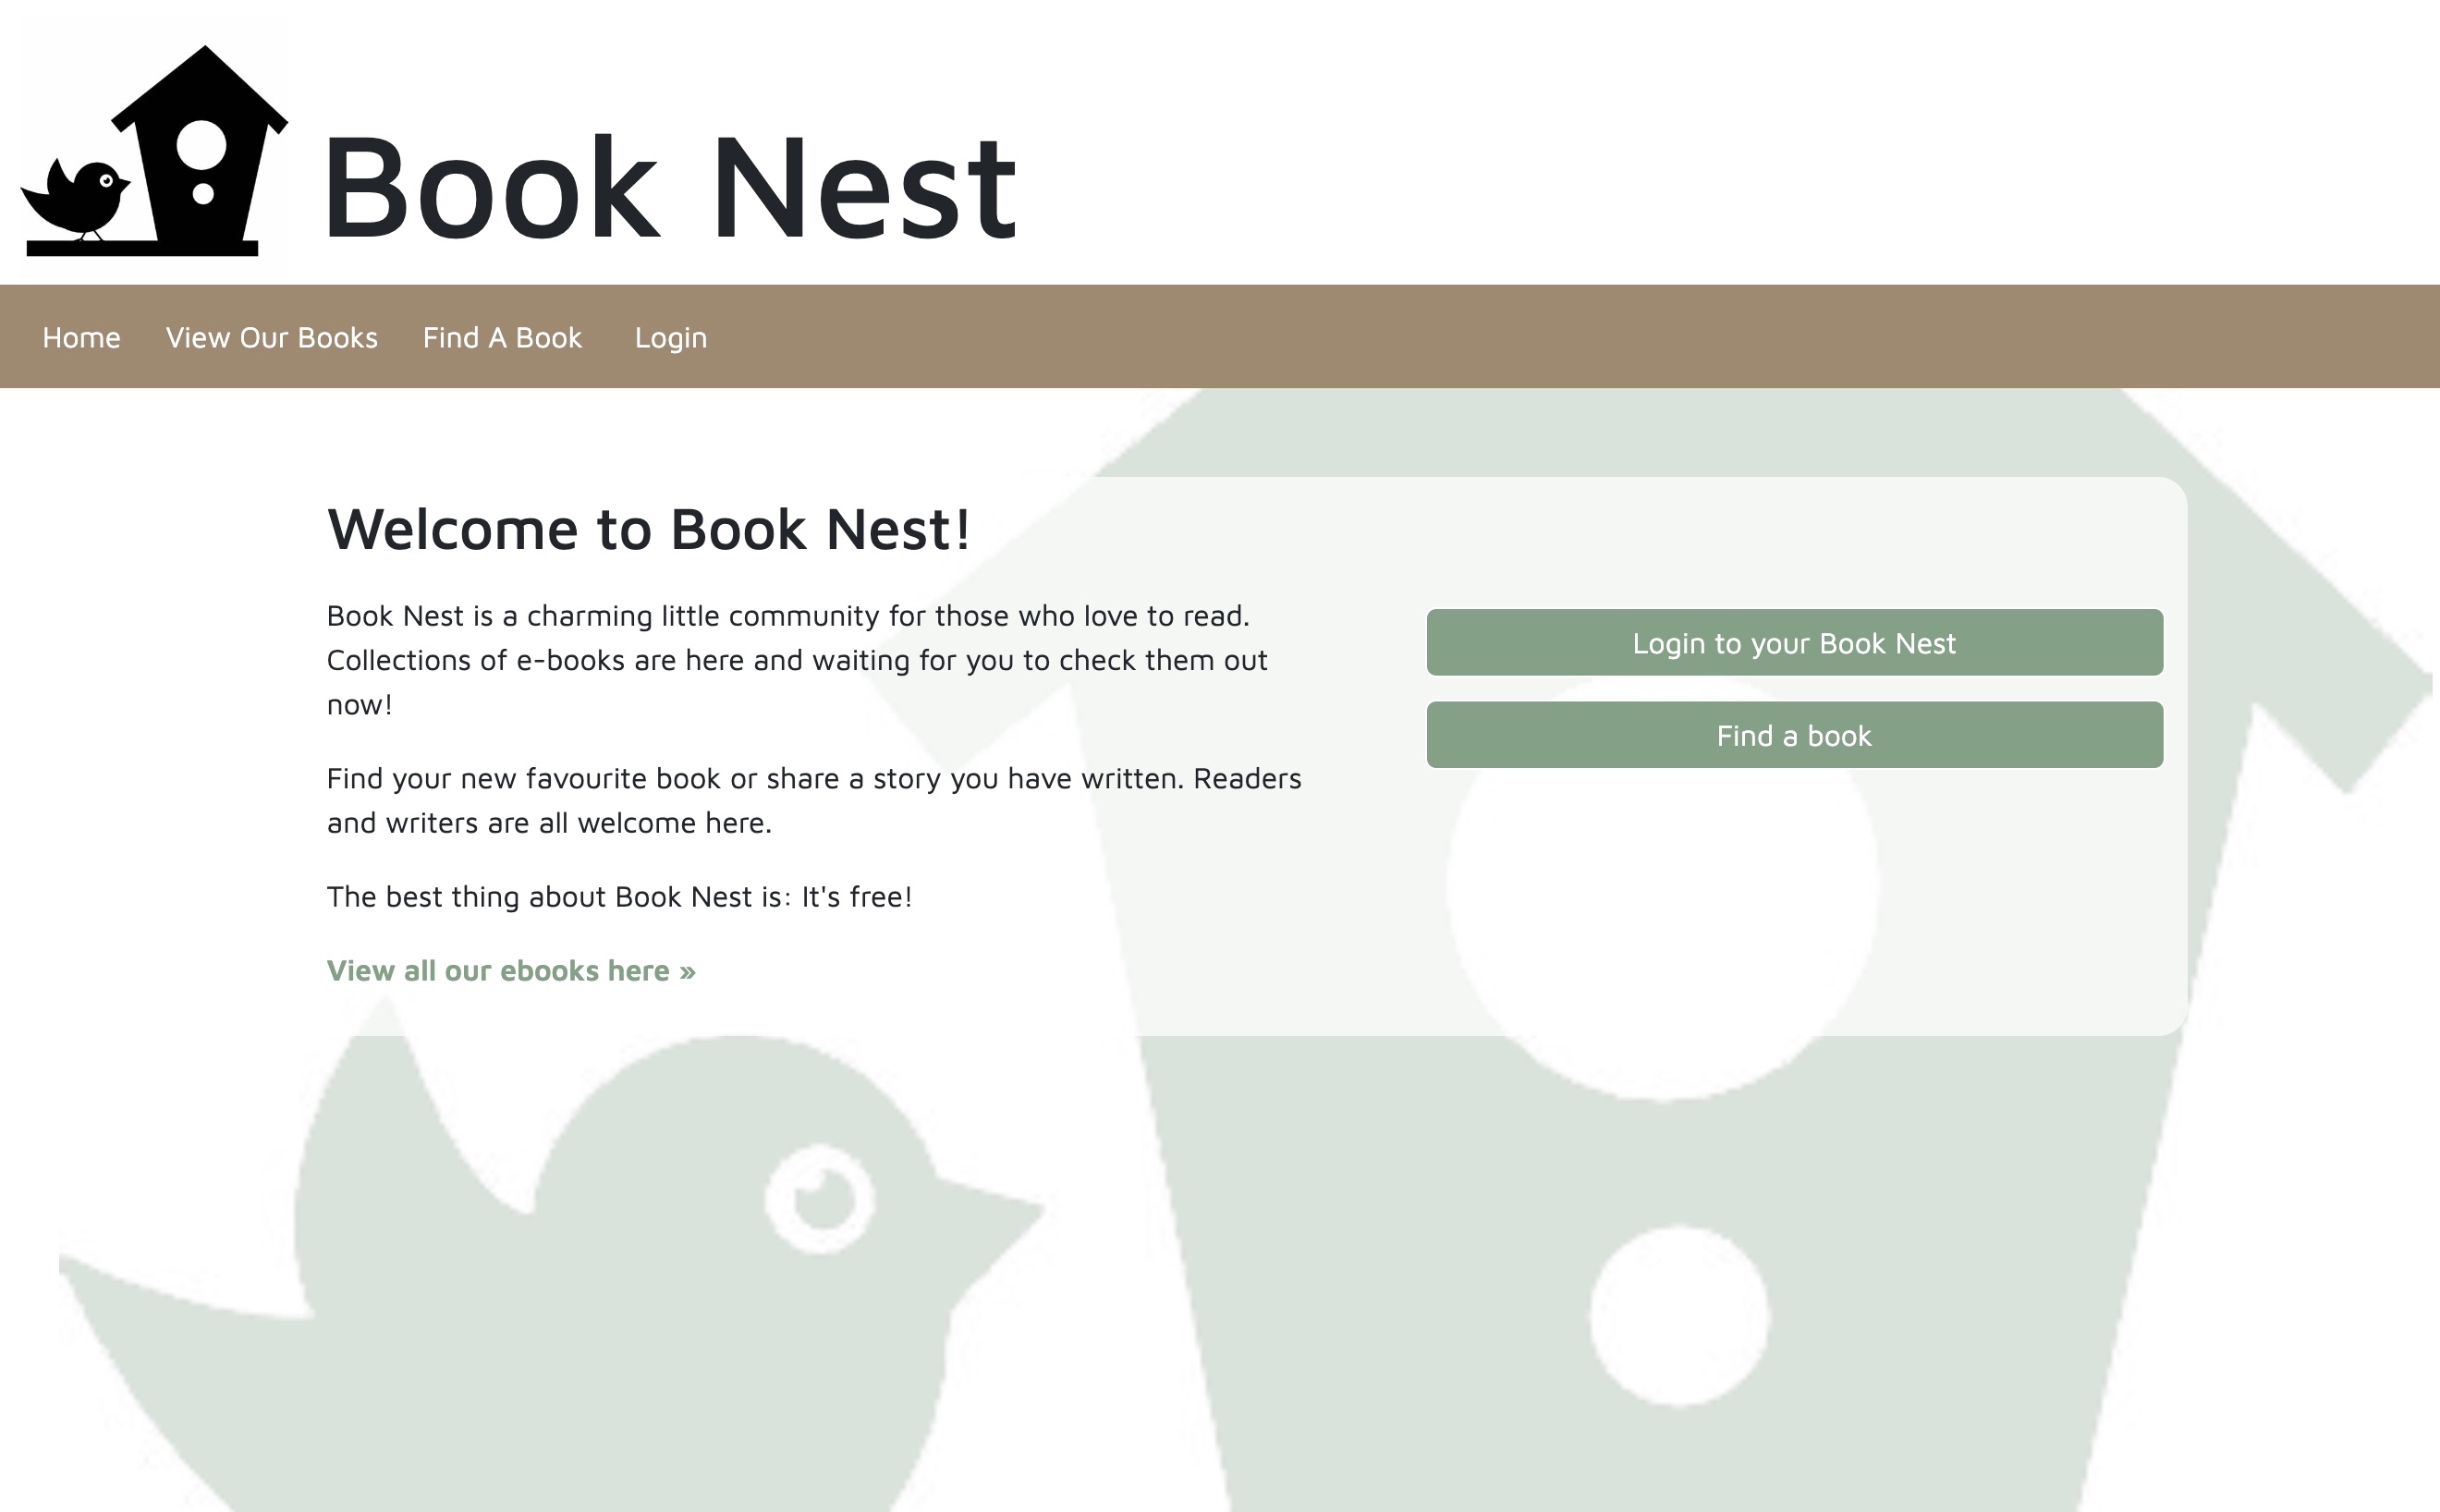 Book Nest
Home View Our Books Find A Book Login
Welcome to Book Nest!
Book Nest is a charming little community for those who love to read.
Collections of e-books are here and waiting for you to check them out
now!
Find your new favourite book or share a story you have written. Readers
and writers are all welcome here.
The best thing about Book Nest is: It's free!
View all our ebooks here »
Login to your Book Nest
Find a book